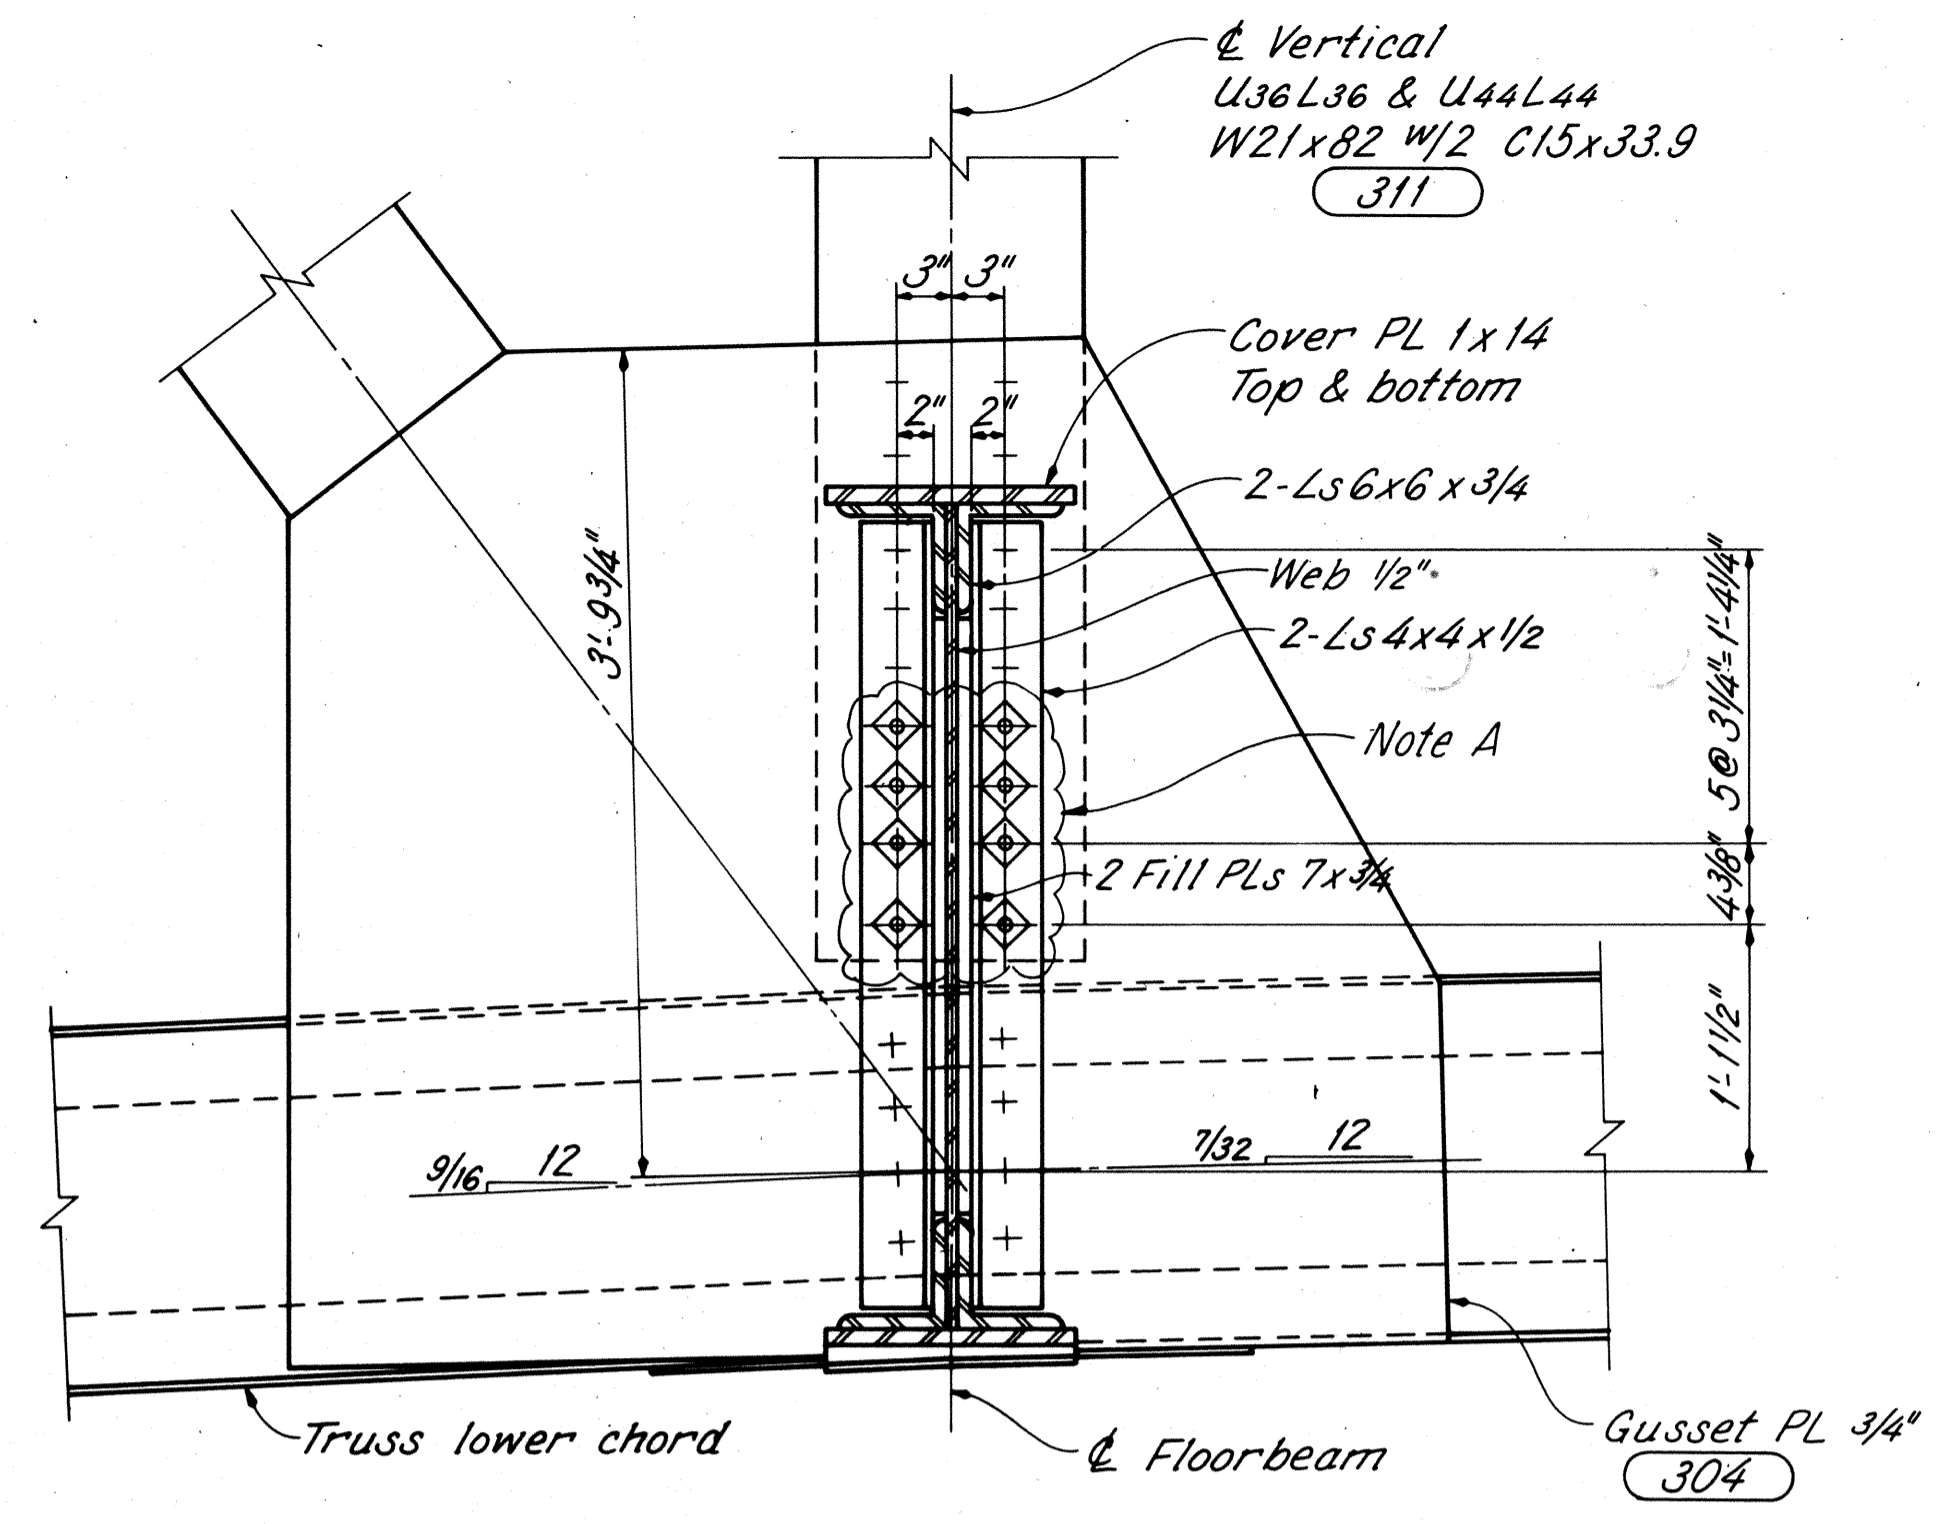 ℄ Vertical
U36L36 & U44L44
W21x82 w/2 C15x33.9
311
3" 3"
Cover PL 1x14
Top & bottom
2" 2"
2-Ls 6x6x3/4
Web 1/2"
2-Ls 4x4x1/2
3'-9 3/4"
5@3 1/4"=1'-4 1/4"
Note A
2 Fill PLs 7x3/4
4 3/8"
1'-1 1/2"
9/16 12
7/32 12
Truss lower chord
℄ Floorbeam
Gusset PL 3/4"
304